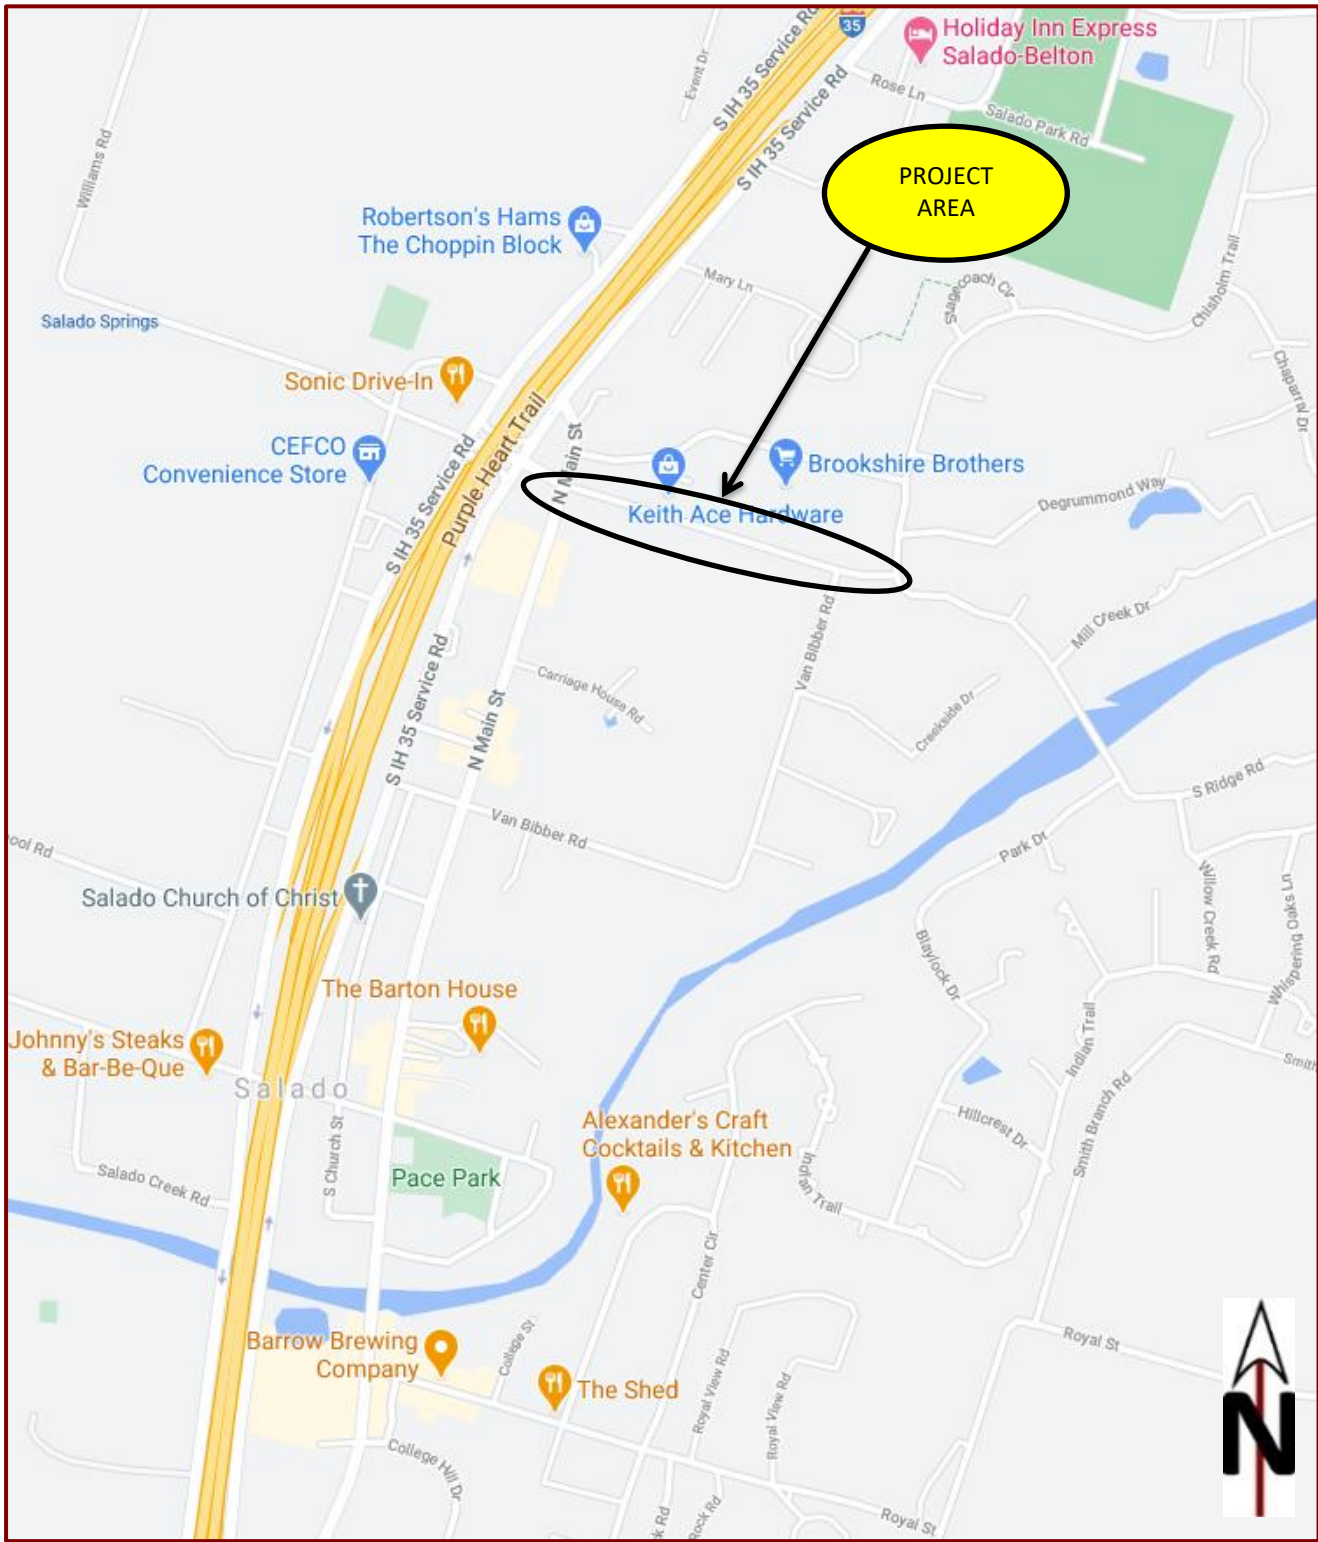 35
Holiday Inn Express
Salado-Belton
S IH 35 Service Rd
Event Dr
S IH 35 Service Rd
Rose Ln
Salado Park Rd
Williams Rd
PROJECT
AREA
Robertson's Hams
The Choppin Block
Mary Ln
Stagecoach Cir
Chisholm Trail
Salado Springs
Sonic Drive-In
Chaparral Dr
Purple Heart Trail
CEFCO
Convenience Store
S IH 35 Service Rd
N Main St
Brookshire Brothers
Keith Ace Hardware
Degrummond Way
Mill Creek Dr
Van Bibber Rd
S IH 35 Service Rd
Carriage House Rd
N Main St
Creekside Dr
S Ridge Rd
Van Bibber Rd
Park Dr
ool Rd
Salado Church of Christ
Willow Creek Rd
Whispering Oaks Ln
Blaylock Dr
The Barton House
Indian Trail
Johnny's Steaks
& Bar-Be-Que
Smith
Salado
Smith Branch Rd
Alexander's Craft
Cocktails & Kitchen
Hillcrest Dr
S Church St
Pace Park
Salado Creek Rd
Indian Trail
Center Cir
Barrow Brewing
Company
College St
Royal St
The Shed
Royal View Rd
Royal View Rd
College Hill Dr
Royal St
k Rd
Rock Rd
N